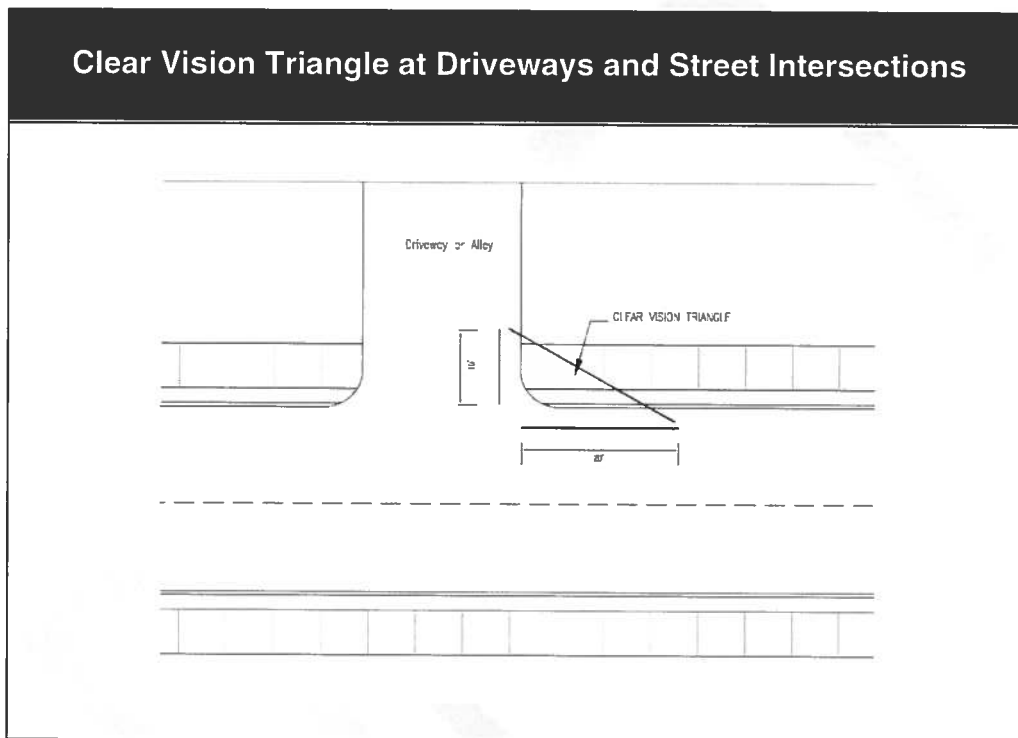 Clear Vision Triangle at Driveways and Street Intersections
Driveway or Alley
CLEAR VISION TRIANGLE